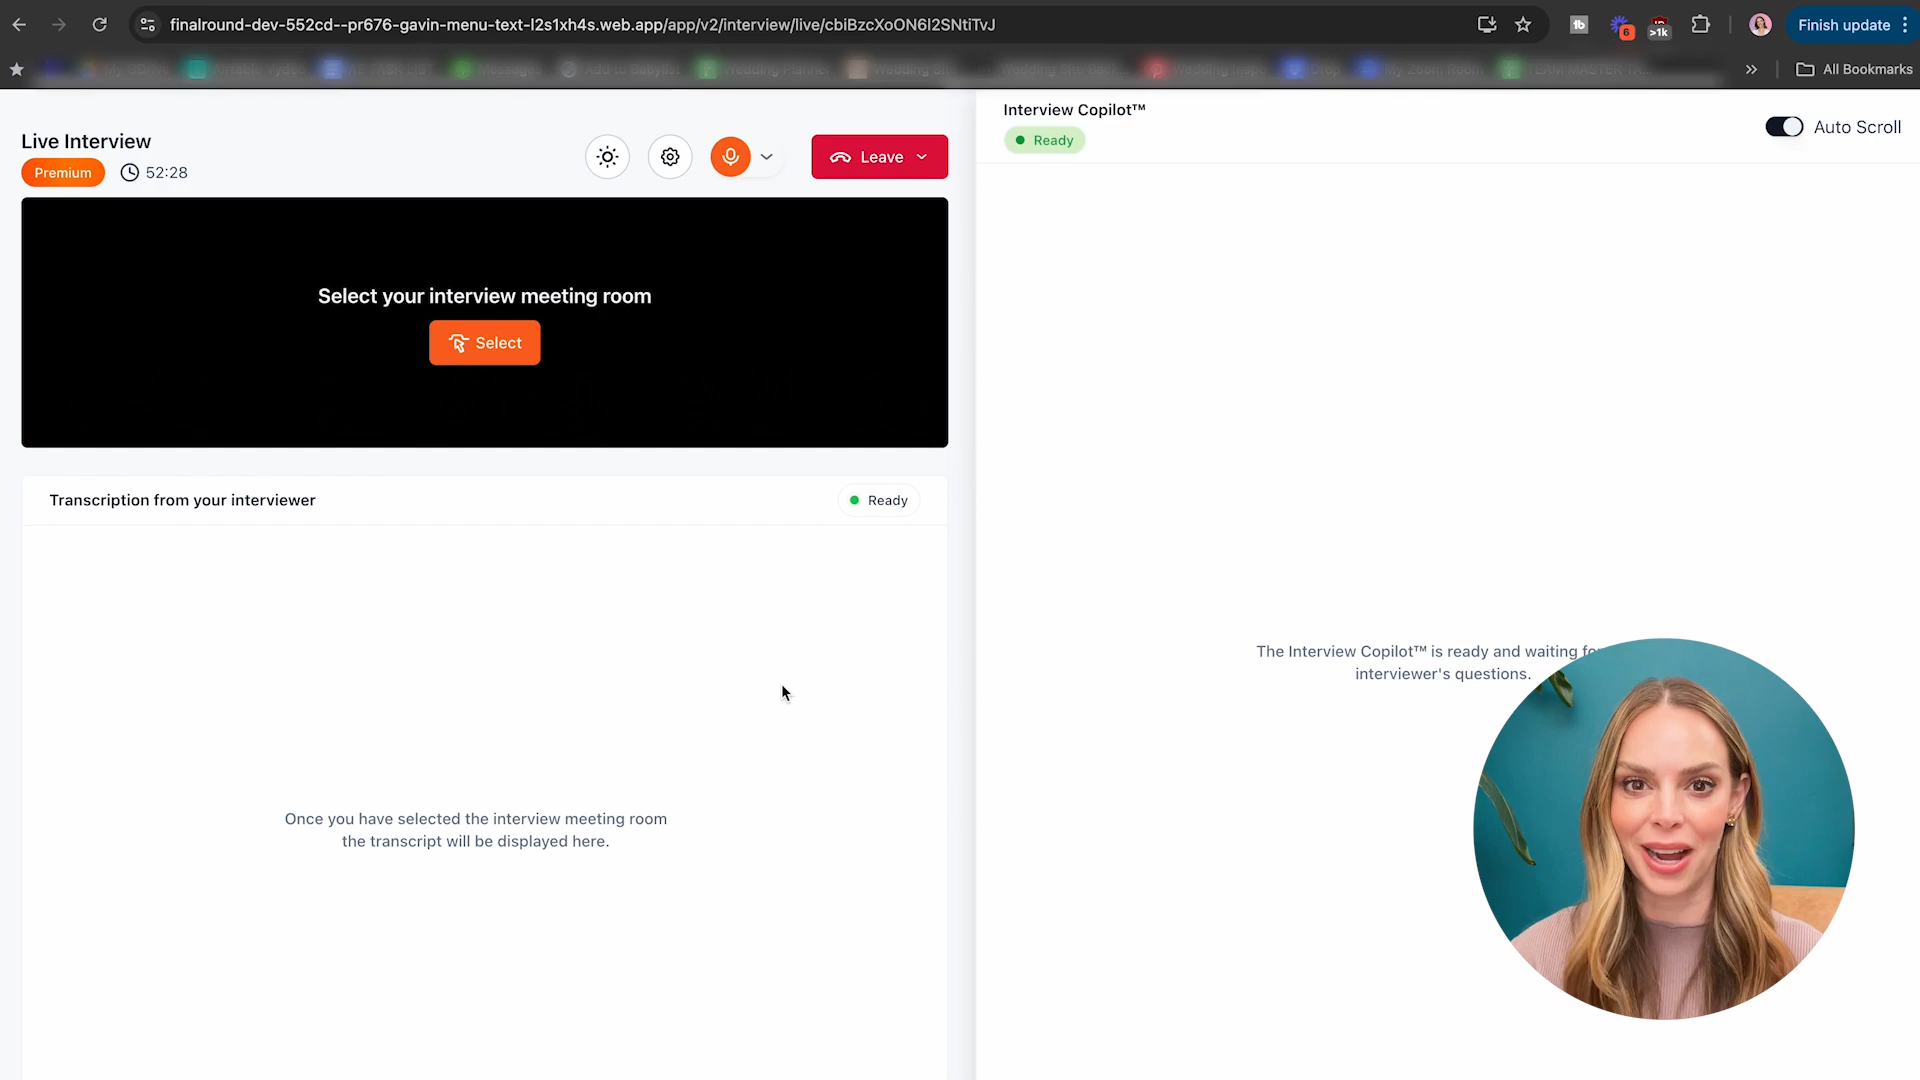 finalround-dev-552cd--pr676-gavin-menu-text-l2s1xh4s.web.app/app/v2/interview/live/cbiBzcXoON6I2SNtiTvJ
6
>1k
Finish update
All Bookmarks
Live Interview
Premium
52:28
Leave
Select your interview meeting room
Select
Transcription from your interviewer
Ready
Once you have selected the interview meeting room
the transcript will be displayed here.
Interview Copilot™
Ready
Auto Scroll
The Interview Copilot™ is ready and waiting
interviewer's questions.